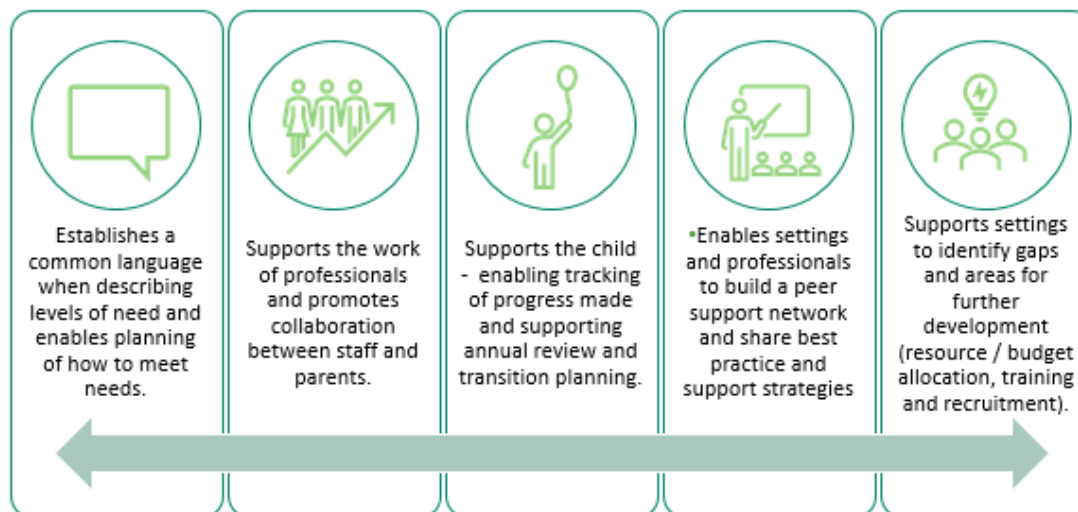 Establishes a
common language
when describing
levels of need and
enables planning
of how to meet
needs.
Supports the work
of professionals
and promotes
collaboration
between staff and
parents.
Supports the child
- enabling tracking
of progress made
and supporting
annual review and
transition planning.
•Enables settings
and professionals
to build a peer
support network
and share best
practice and
support strategies
Supports settings
to identify gaps
and areas for
further
development
(resource / budget
allocation, training
and recruitment).